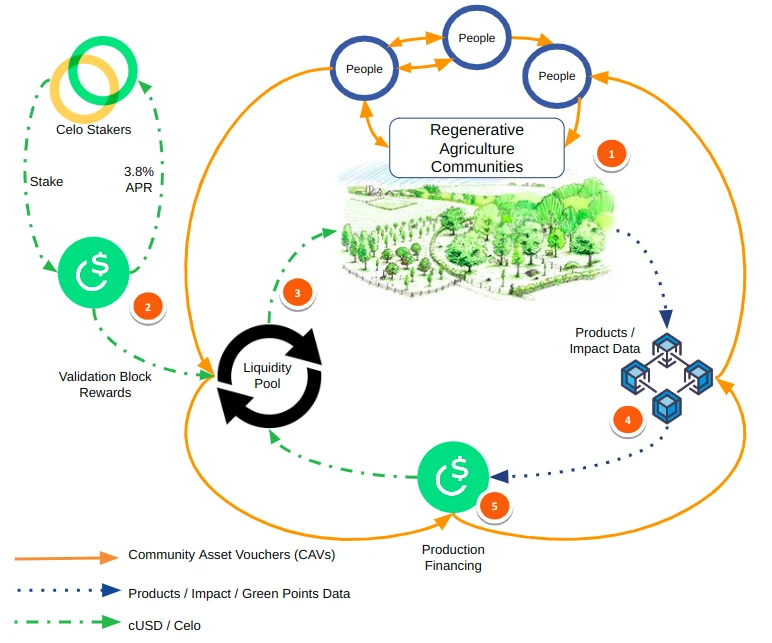 People
People
People
Regenerative
Agriculture
Communities
1
Celo Stakers
Stake
3.8%
APR
$
2
3
Validation Block
Rewards
Liquidity
Pool
Products /
Impact Data
4
$
5
Production
Financing
Community Asset Vouchers (CAVs)
Products / Impact / Green Points Data
cUSD / Celo